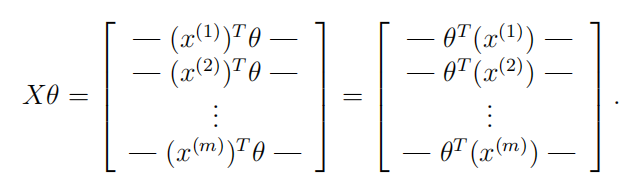 Xθ = [ — (x^{(1)})^T θ — ; — (x^{(2)})^T θ — ; ⋮ ; — (x^{(m)})^T θ — ] = [ — θ^T (x^{(1)}) — ; — θ^T (x^{(2)}) — ; ⋮ ; — θ^T (x^{(m)}) — ] .